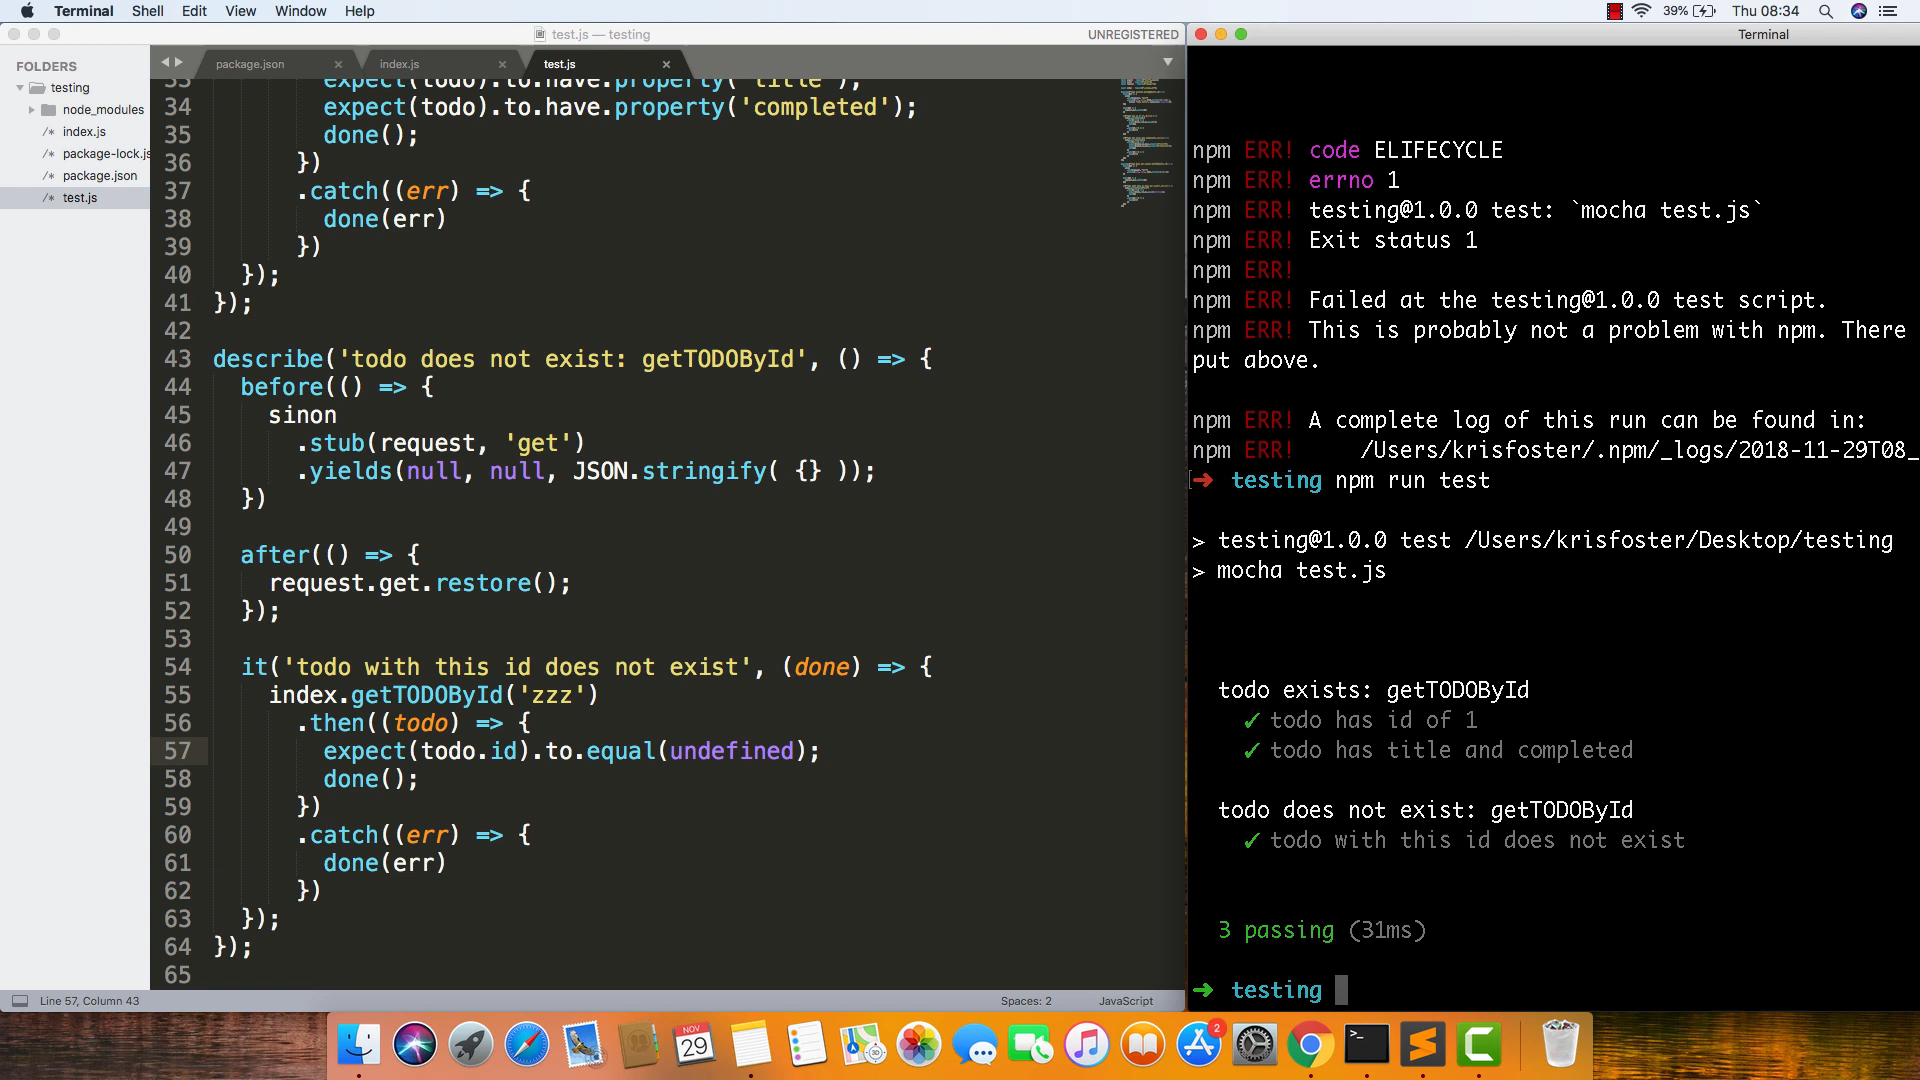 Terminal Shell Edit View Window Help
39% Thu 08:34
test.js — testing
UNREGISTERED
FOLDERS
testing
node_modules
index.js
package-lock.js
package.json
test.js
package.json
index.js
test.js
33 expect(todo).to.have.property('title');
34 expect(todo).to.have.property('completed');
35 done();
36 })
37 .catch((err) => {
38 done(err)
39 })
40 });
41 });
42
43 describe('todo does not exist: getTODOById', () => {
44 before(() => {
45 sinon
46 .stub(request, 'get')
47 .yields(null, null, JSON.stringify( {} ));
48 })
49
50 after(() => {
51 request.get.restore();
52 });
53
54 it('todo with this id does not exist', (done) => {
55 index.getTODOById('zzz')
56 .then((todo) => {
57 expect(todo.id).to.equal(undefined);
58 done();
59 })
60 .catch((err) => {
61 done(err)
62 })
63 });
64 });
65
Line 57, Column 43
Spaces: 2
JavaScript
Terminal
npm ERR! code ELIFECYCLE
npm ERR! errno 1
npm ERR! testing@1.0.0 test: `mocha test.js`
npm ERR! Exit status 1
npm ERR!
npm ERR! Failed at the testing@1.0.0 test script.
npm ERR! This is probably not a problem with npm. There
put above.
npm ERR! A complete log of this run can be found in:
npm ERR! /Users/krisfoster/.npm/_logs/2018-11-29T08_
➜ testing npm run test
> testing@1.0.0 test /Users/krisfoster/Desktop/testing
> mocha test.js
todo exists: getTODOById
✓ todo has id of 1
✓ todo has title and completed
todo does not exist: getTODOById
✓ todo with this id does not exist
3 passing (31ms)
➜ testing
NOV
29
3D
2